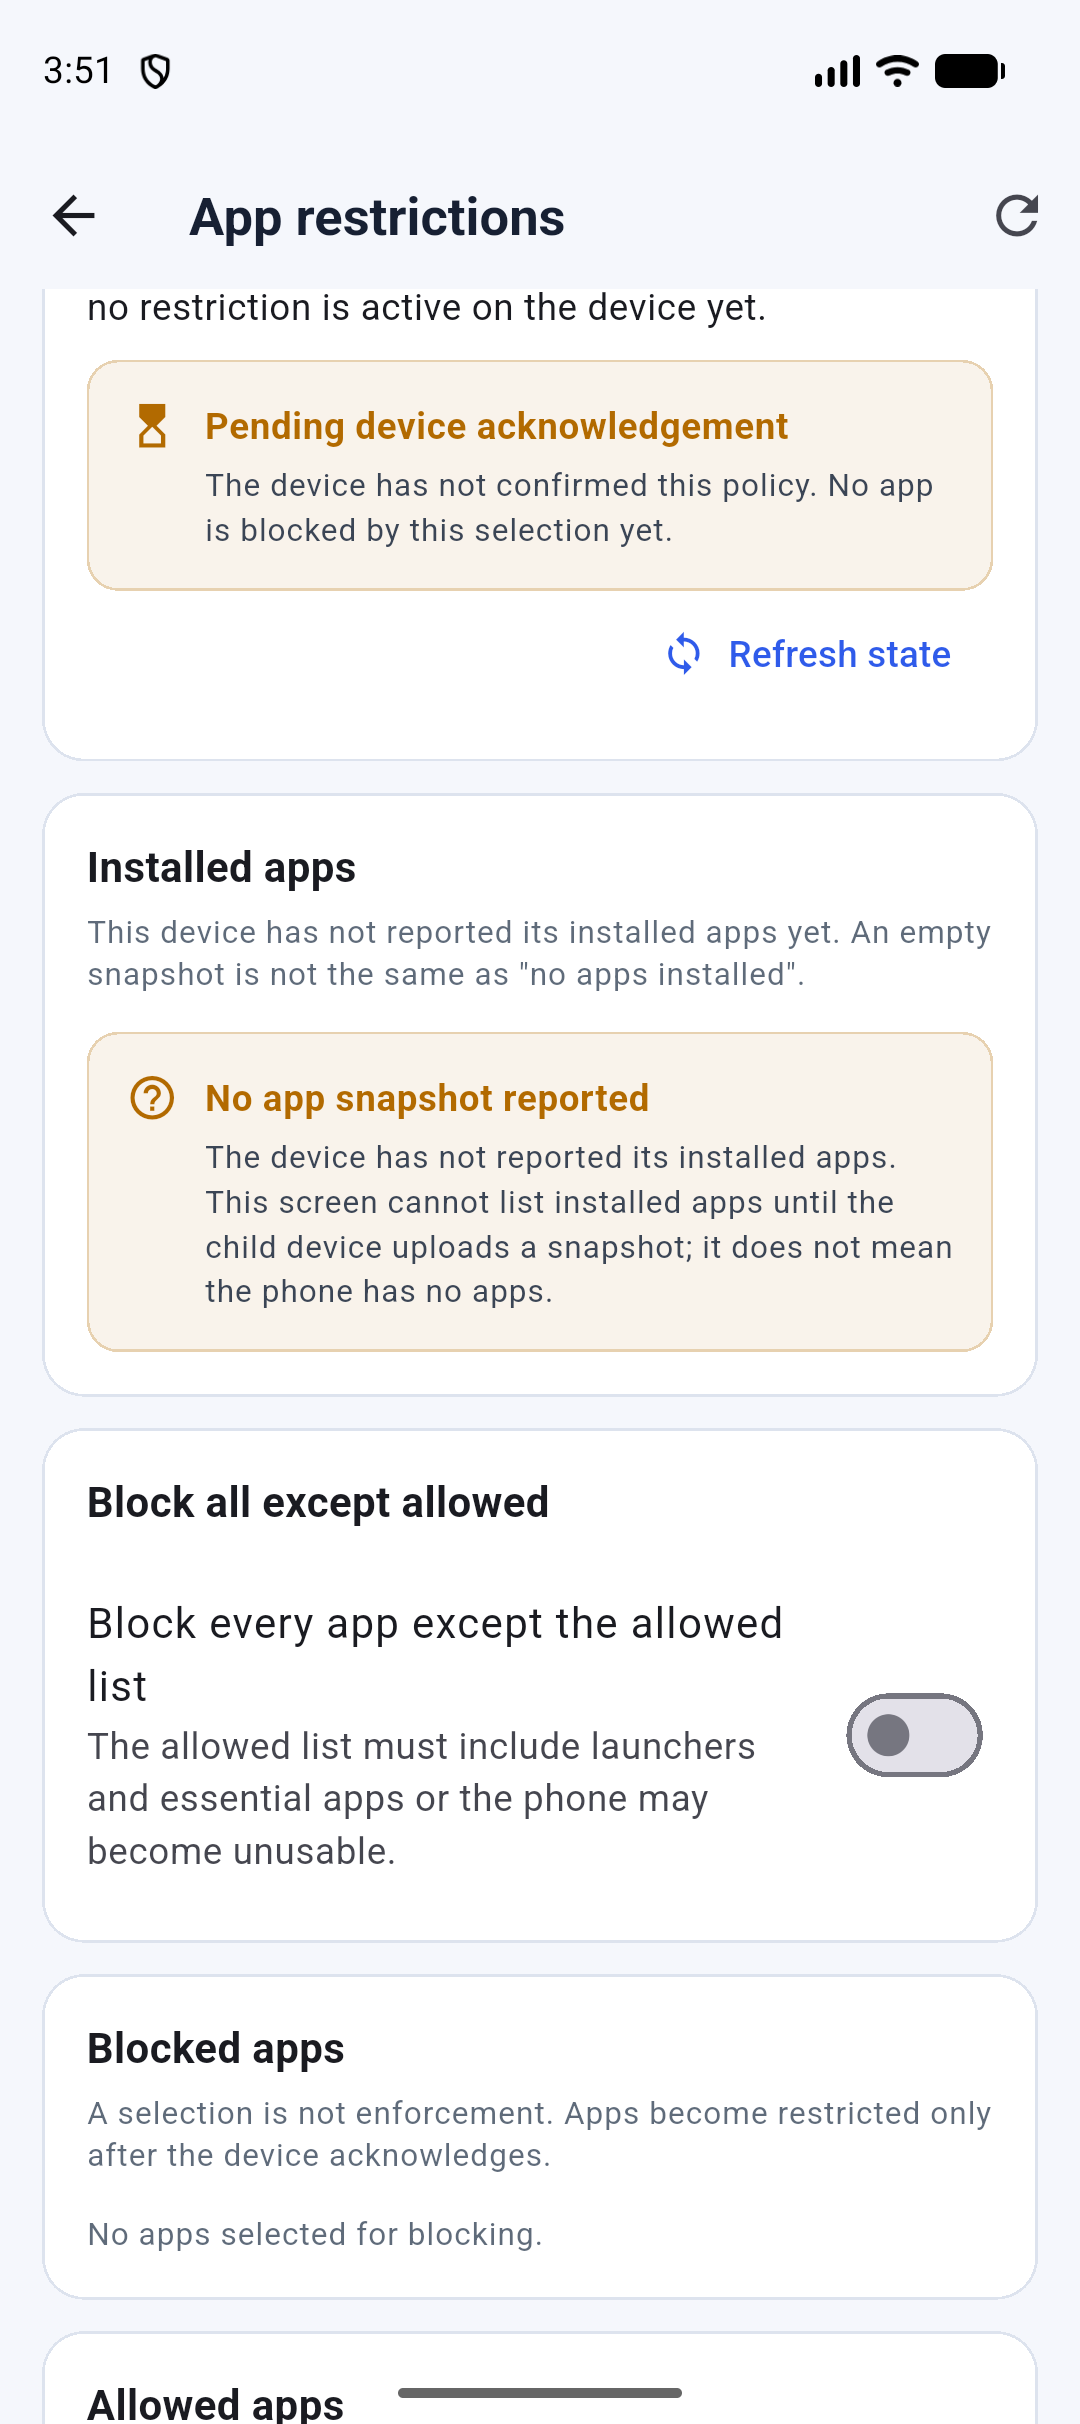 3:51
App restrictions
no restriction is active on the device yet.
Pending device acknowledgement
The device has not confirmed this policy. No app
is blocked by this selection yet.
Refresh state
Installed apps
This device has not reported its installed apps yet. An empty
snapshot is not the same as "no apps installed".
No app snapshot reported
The device has not reported its installed apps.
This screen cannot list installed apps until the
child device uploads a snapshot; it does not mean
the phone has no apps.
Block all except allowed
Block every app except the allowed
list
The allowed list must include launchers
and essential apps or the phone may
become unusable.
Blocked apps
A selection is not enforcement. Apps become restricted only
after the device acknowledges.
No apps selected for blocking.
Allowed apps